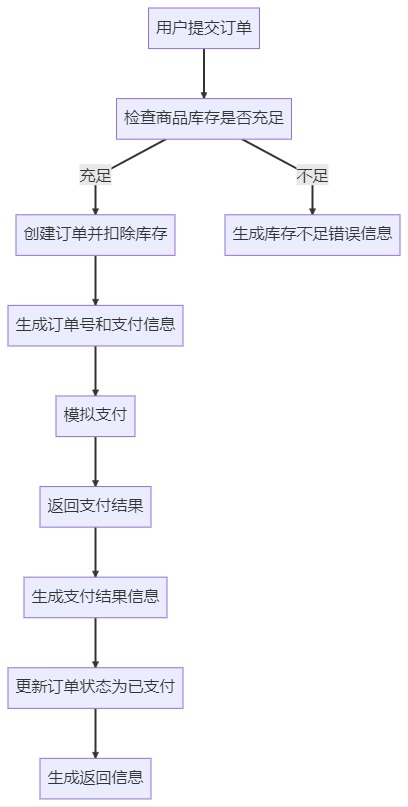 用户提交订单
检查商品库存是否充足
充足
不足
创建订单并扣除库存
生成库存不足错误信息
生成订单号和支付信息
模拟支付
返回支付结果
生成支付结果信息
更新订单状态为已支付
生成返回信息